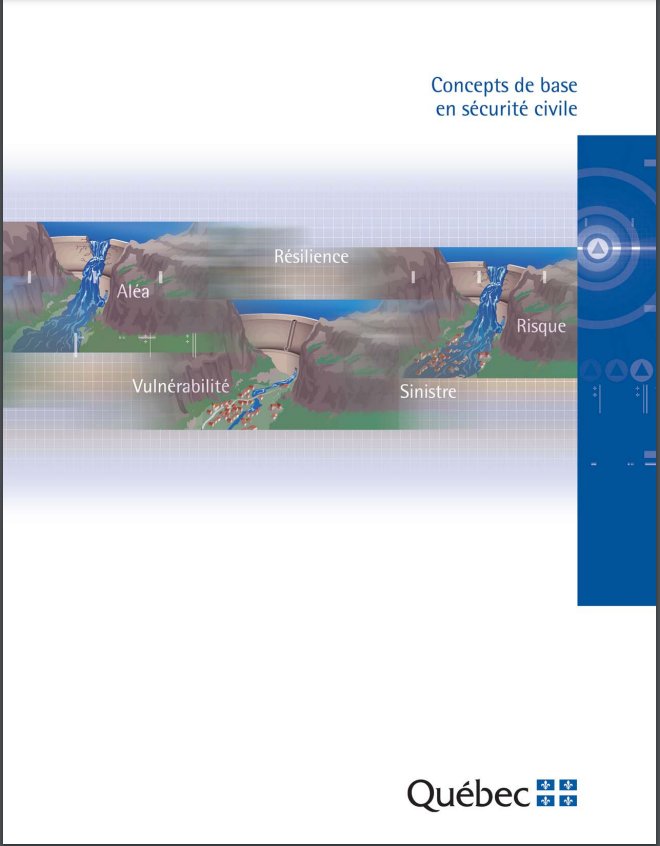 Concepts de base
en sécurité civile
Résilience
Aléa
Risque
Vulnérabilité
Sinistre
Québec